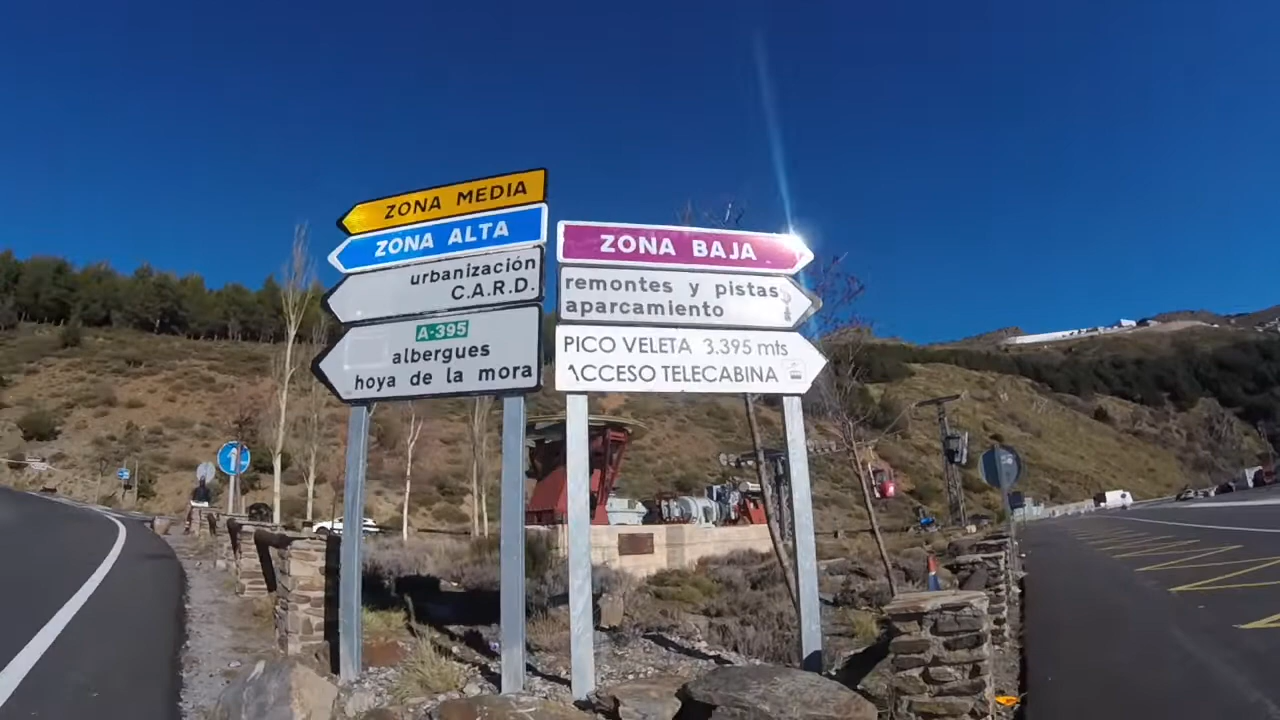 ZONA MEDIA
ZONA ALTA
urbanización
C.A.R.D.
A-395
albergues
hoya de la mora
ZONA BAJA
remontes y pistas
aparcamiento
PICO VELETA 3.395 mts
ACCESO TELECABINA